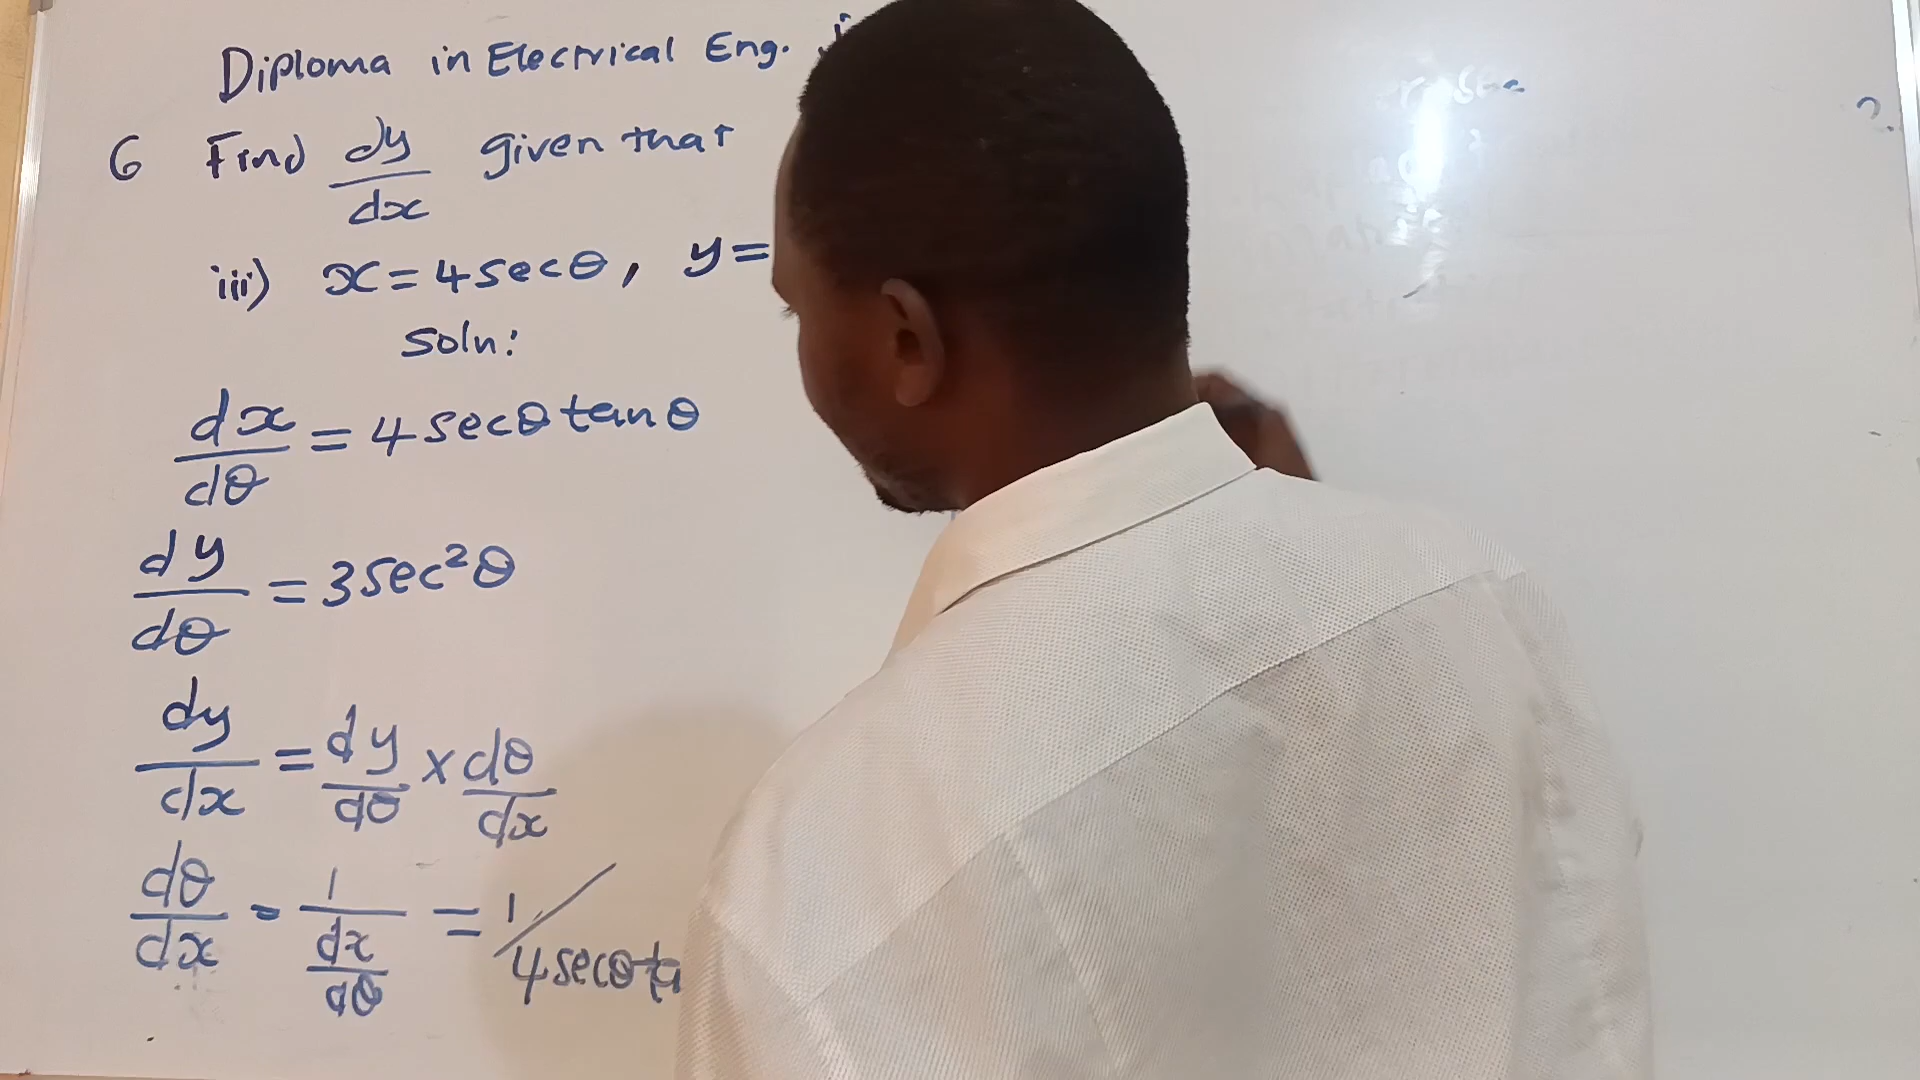 Diploma in Electrical Eng.
6 Find dy/dx given that
iii) x = 4secθ, y =
Soln:
dx/dθ = 4secθ tanθ
dy/dθ = 3sec²θ
dy/dx = dy/dθ × dθ/dx
dθ/dx = 1/(dx/dθ) = 1/4secθta